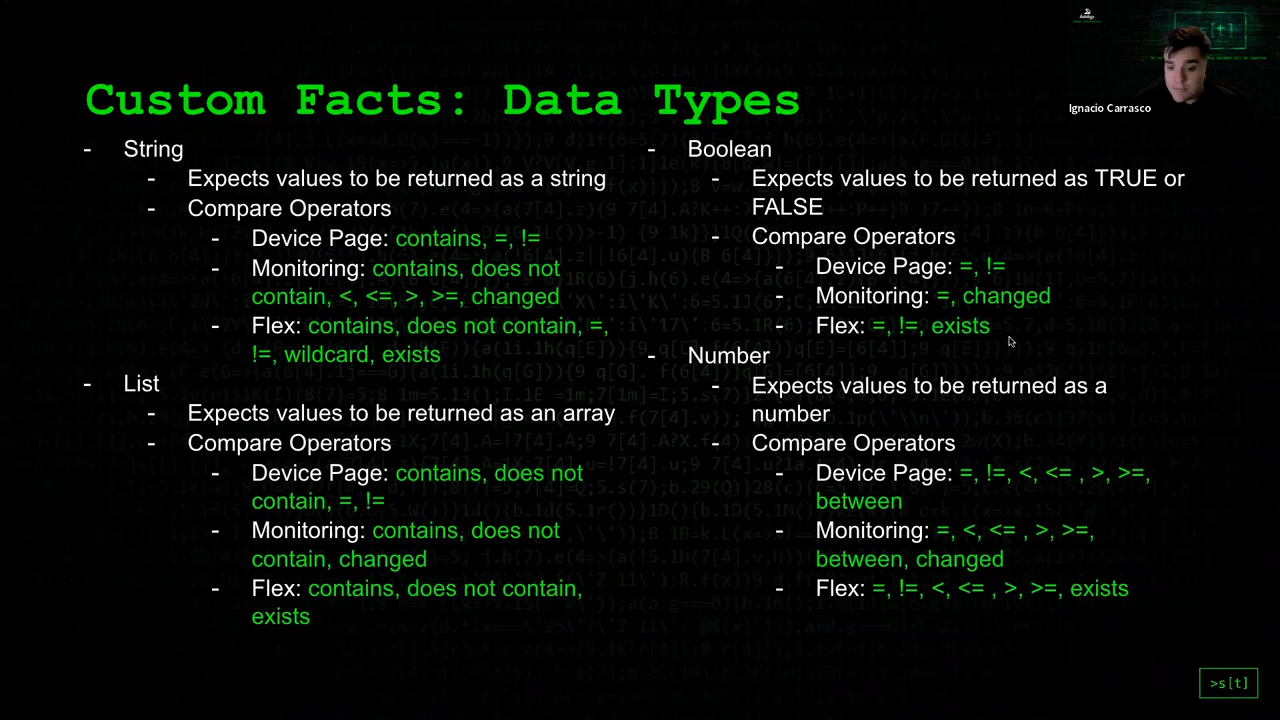 Custom Facts: Data Types
- String
- Expects values to be returned as a string
- Compare Operators
- Device Page: contains, =, !=
- Monitoring: contains, does not
contain, <, <=, >, >=, changed
- Flex: contains, does not contain, =,
!=, wildcard, exists
- List
- Expects values to be returned as an array
- Compare Operators
- Device Page: contains, does not
contain, =, !=
- Monitoring: contains, does not
contain, changed
- Flex: contains, does not contain,
exists
- Boolean
- Expects values to be returned as TRUE or
FALSE
- Compare Operators
- Device Page: =, !=
- Monitoring: =, changed
- Flex: =, !=, exists
- Number
- Expects values to be returned as a
number
- Compare Operators
- Device Page: =, !=, <, <= , >, >=,
between
- Monitoring: =, <, <= , >, >=,
between, changed
- Flex: =, !=, <, <= , >, >=, exists
Ignacio Carrasco
>s[t]